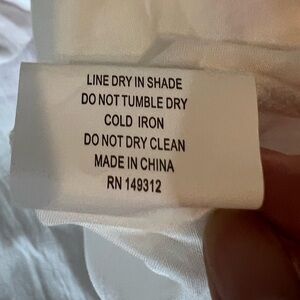 LINE DRY IN SHADE
DO NOT TUMBLE DRY
COLD IRON
DO NOT DRY CLEAN
MADE IN CHINA
RN 149312